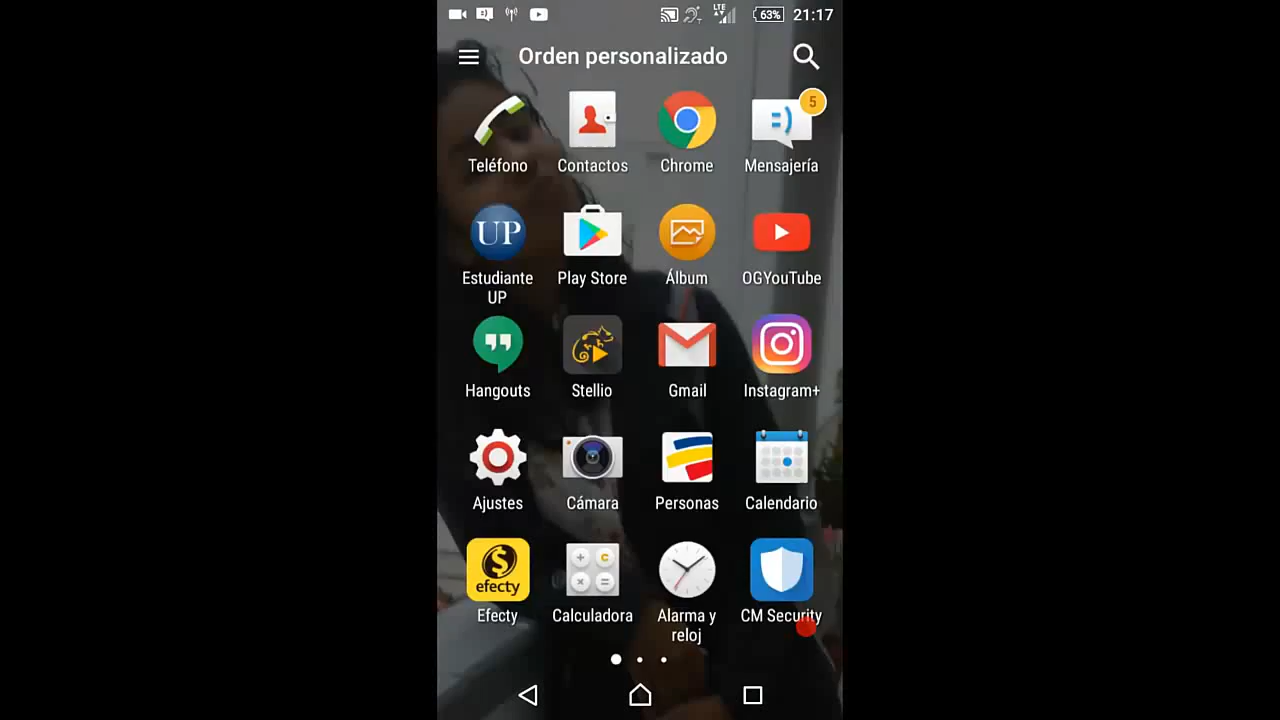 LTE 63% 21:17
Orden personalizado
5
Teléfono Contactos Chrome Mensajería
UP
Estudiante UP Play Store Álbum OGYouTube
Hangouts Stellio Gmail Instagram+
Ajustes Cámara Personas Calendario
efecty
Efecty Calculadora Alarma y reloj CM Security